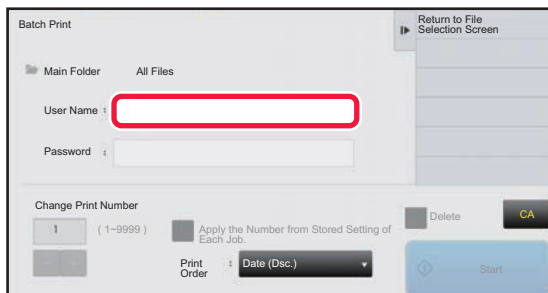 Batch Print
Return to File
Selection Screen
Main Folder All Files
User Name :
Password :
Change Print Number
1 ( 1~9999 )
Apply the Number from Stored Setting of
Each Job.
Print
Order : Date (Dsc.)
Delete
CA
Start